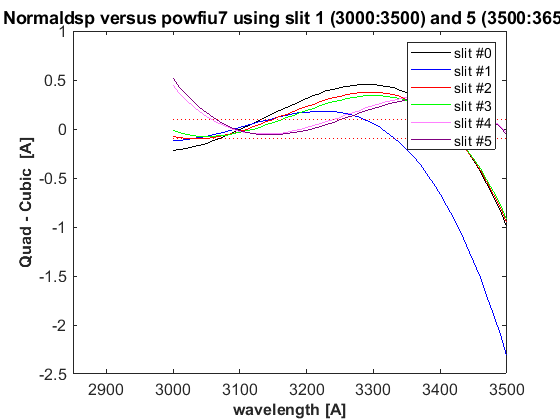 Normaldsp versus powfiu7 using slit 1 (3000:3500) and 5 (3500:365
1
0.5
0
-0.5
-1
-1.5
-2
-2.5
Quad - Cubic [A]
slit #0
slit #1
slit #2
slit #3
slit #4
slit #5
2900 3000 3100 3200 3300 3400 3500
wavelength [A]